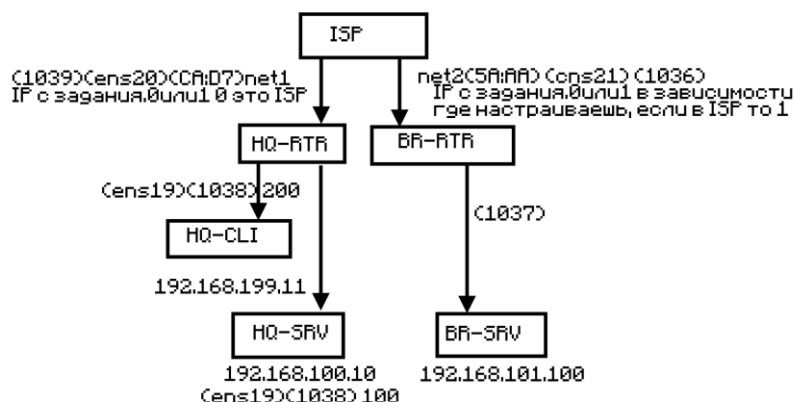 ISP
(1039)(ens20)(CA:D7)net1
IP с задания.0или1 0 это ISP
net2(5A:AA) (cns21) (1036)
IP с задания.0или1 в зависимости
где настраиваешь, если в ISP то 1
HQ-RTR
BR-RTR
(ens19)(1038) 200
(1037)
HQ-CLI
192.168.199.11
HQ-SRV
BR-SRV
192.168.100.10
192.168.101.100
(ens19)(1038) 100